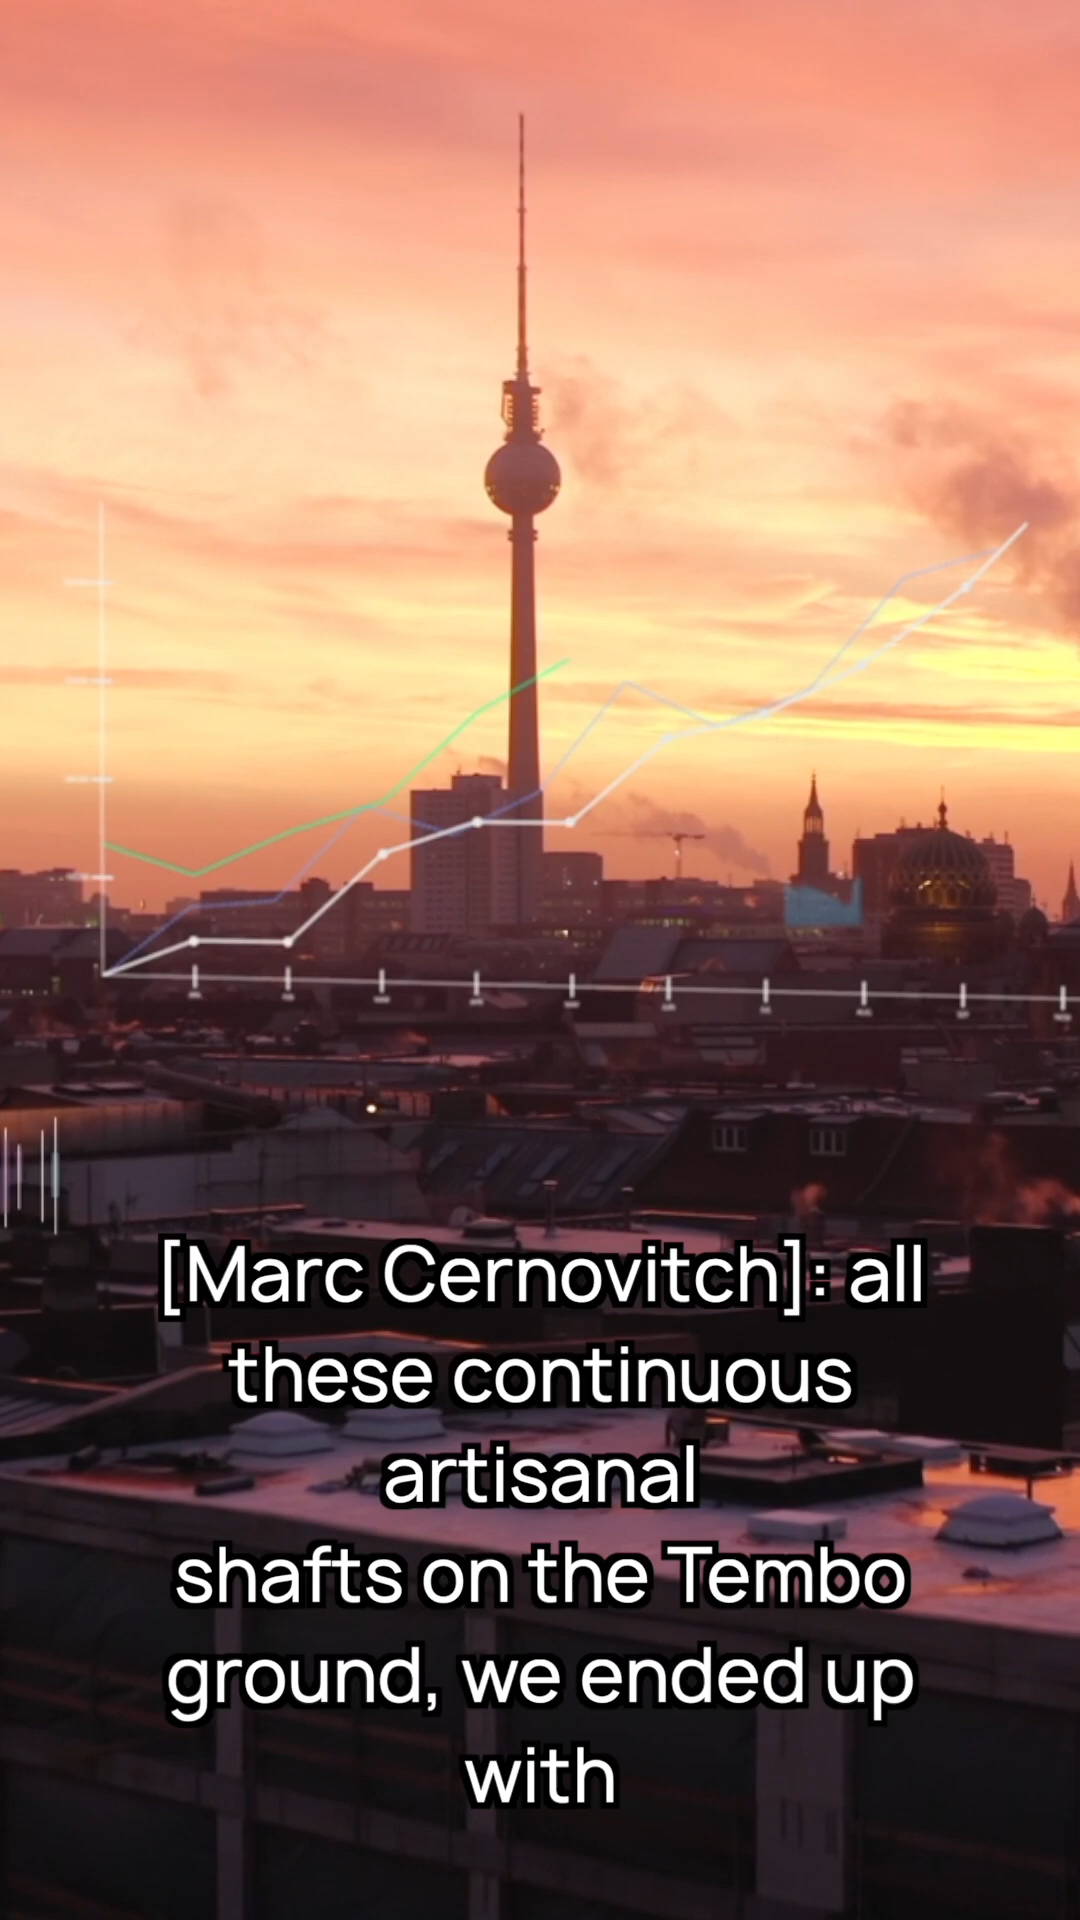 [Marc Cernovitch]: all
these continuous
artisanal
shafts on the Tembo
ground, we ended up
with